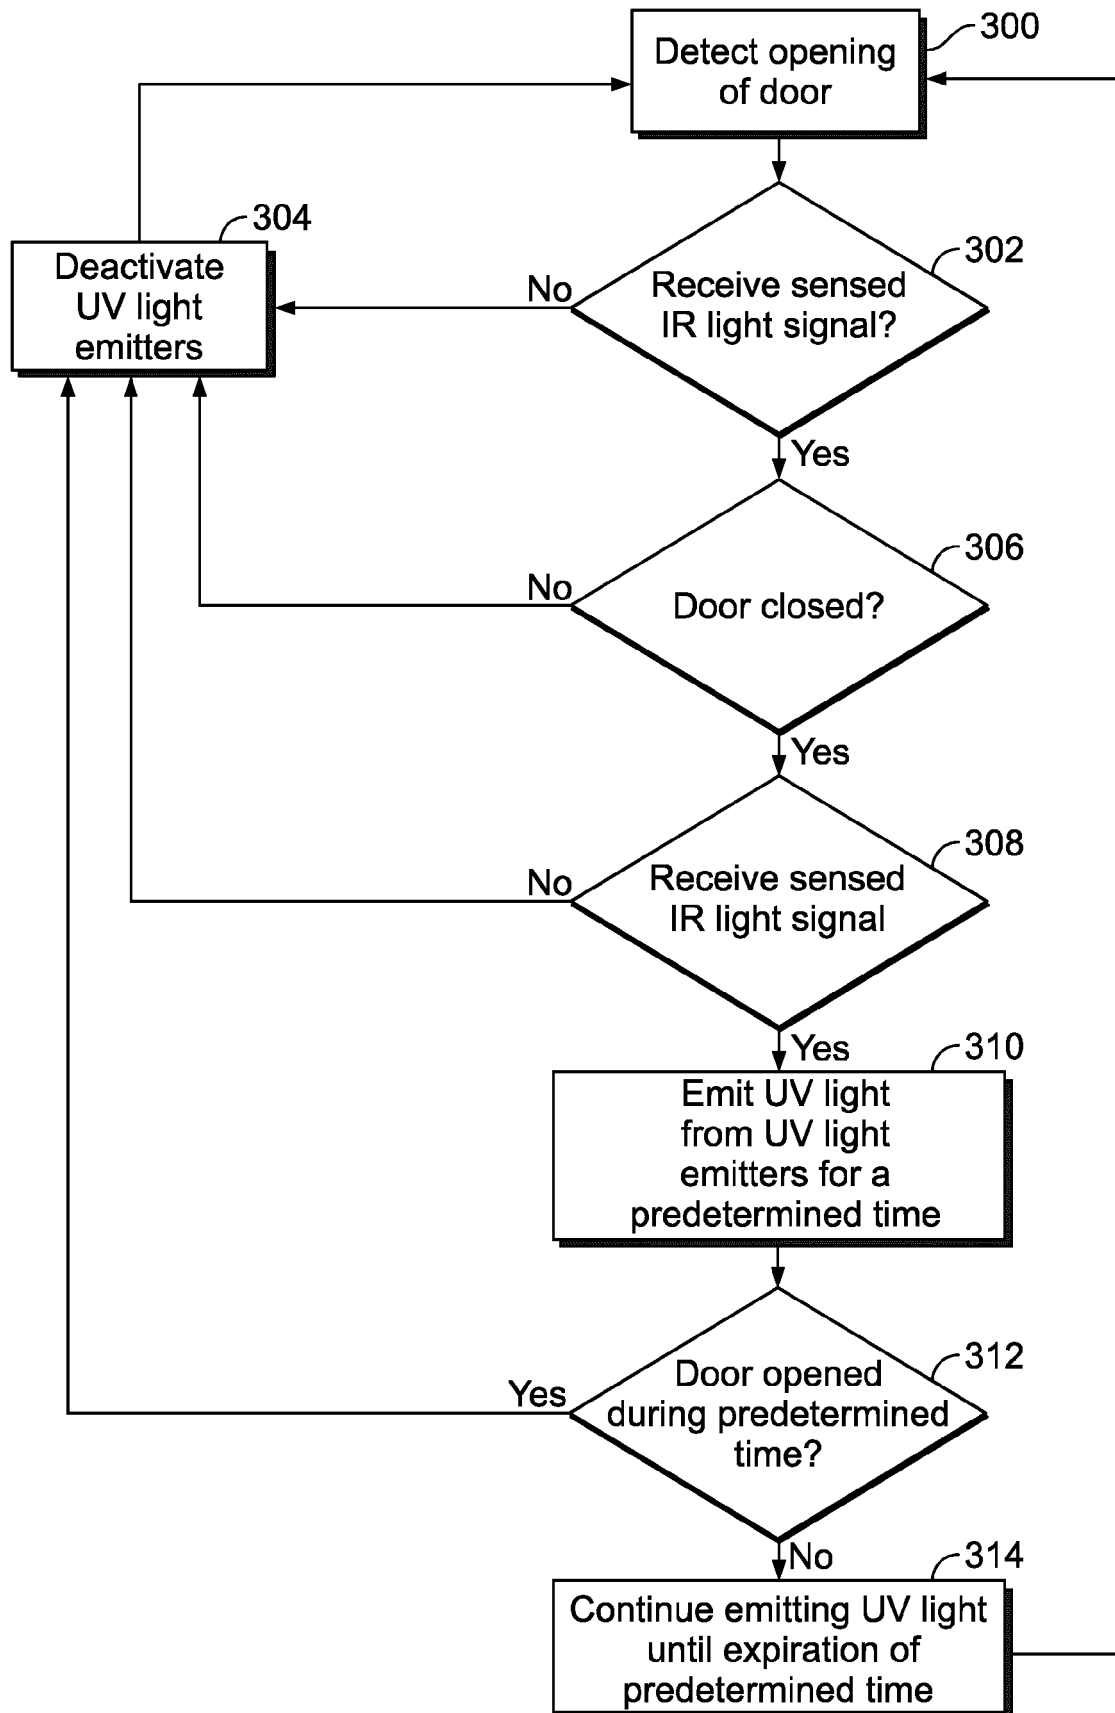 300
Detect opening
of door
304
Deactivate
UV light
emitters
302
Receive sensed
IR light signal?
No
Yes
306
Door closed?
No
Yes
308
Receive sensed
IR light signal
No
Yes
310
Emit UV light
from UV light
emitters for a
predetermined time
312
Door opened
during predetermined
time?
Yes
No
314
Continue emitting UV light
until expiration of
predetermined time